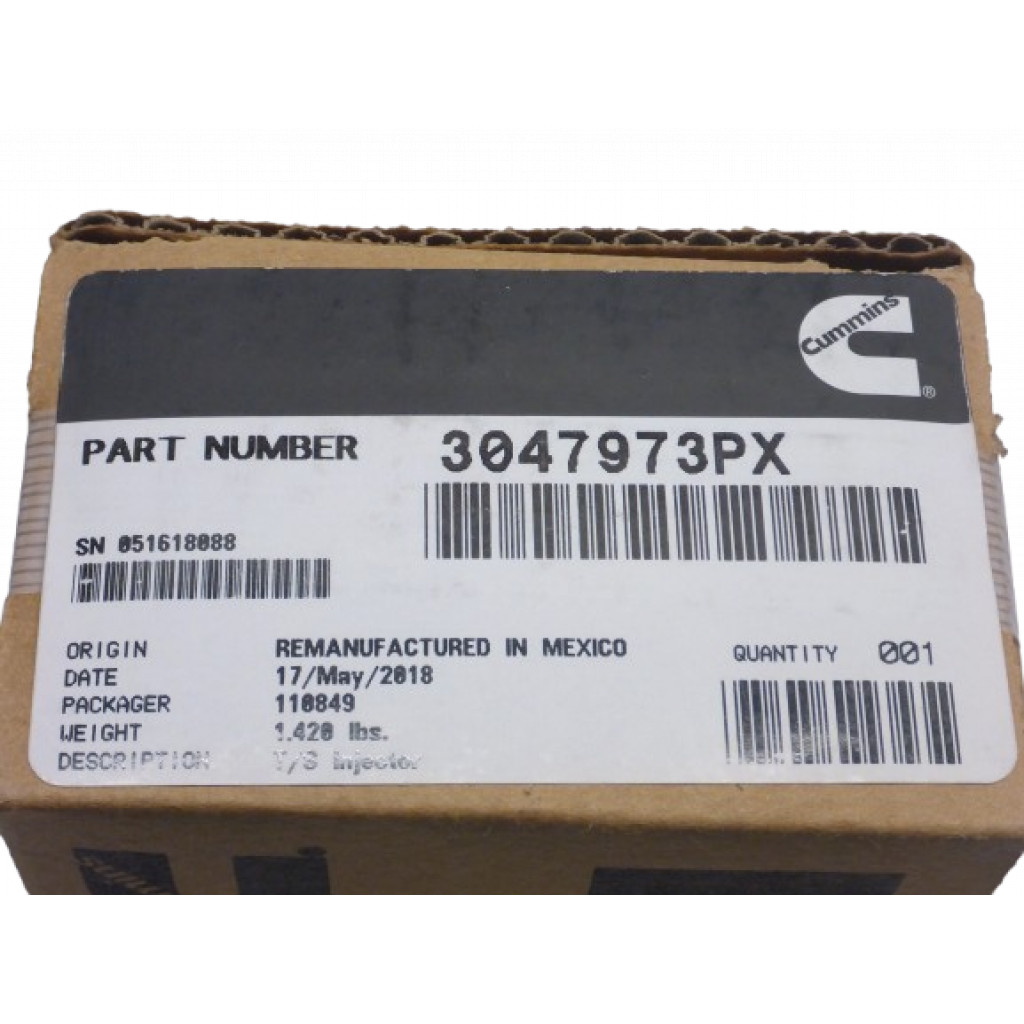 Cummins
®
PART NUMBER 3047973PX
SN 051618088
ORIGIN REMANUFACTURED IN MEXICO
QUANTITY 001
DATE 17/May/2018
PACKAGER 110849
WEIGHT 1.420 lbs.
DESCRIPTION T/S Injector